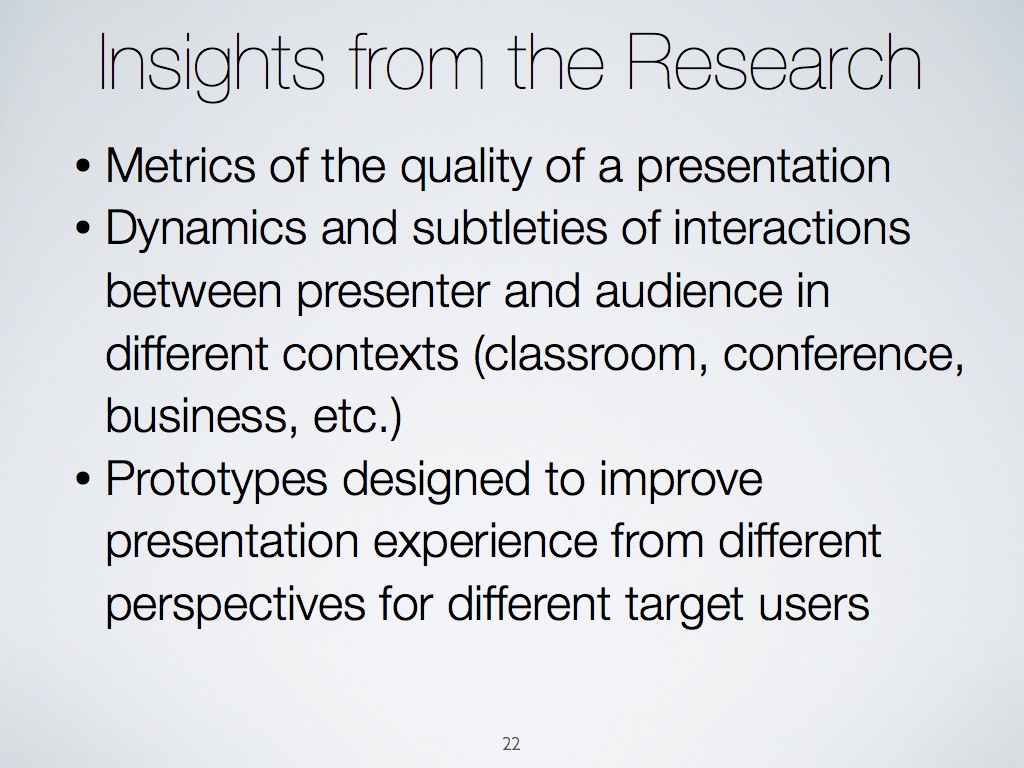 Insights from the Research
• Metrics of the quality of a presentation
• Dynamics and subtleties of interactions
between presenter and audience in
different contexts (classroom, conference,
business, etc.)
• Prototypes designed to improve
presentation experience from different
perspectives for different target users
22